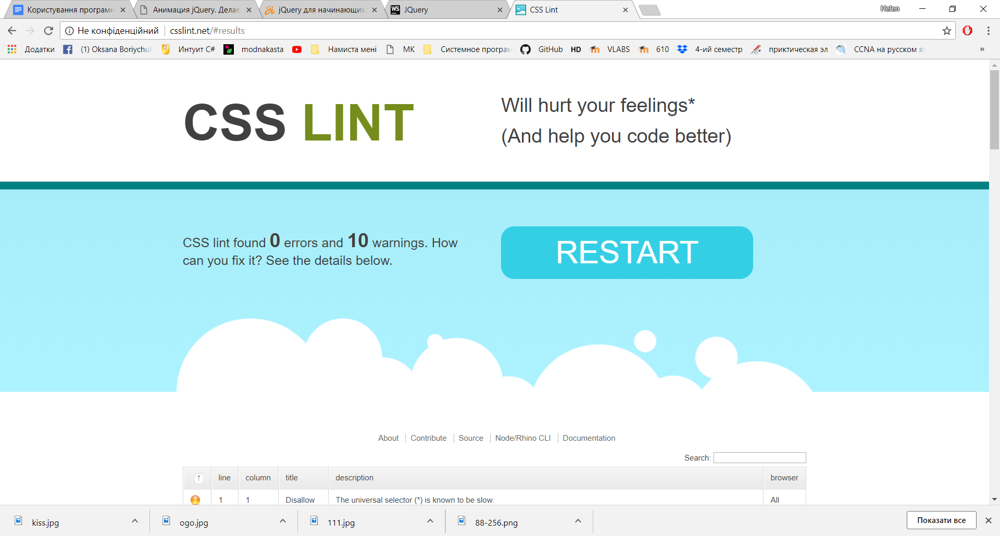 Користування програмн
Анимация jQuery. Делае
jQuery для начинающих
JQuery
CSS Lint
Helen
Не конфіденційний
csslint.net/#results
Додатки
(1) Oksana Boriychuk
Интуит C#
modnakasta
Намиста мені
МК
Системное програм
GitHub
HD
VLABS
610
4-ий семестр
приктическая эл
CCNA на русском яз
»
CSS LINT
Will hurt your feelings*
(And help you code better)
CSS lint found 0 errors and 10 warnings. How
can you fix it? See the details below.
RESTART
About
Contribute
Source
Node/Rhino CLI
Documentation
Search:
line column title description browser
1 1 Disallow The universal selector (*) is known to be slow. All
kiss.jpg
ogo.jpg
111.jpg
88-256.png
Показати все